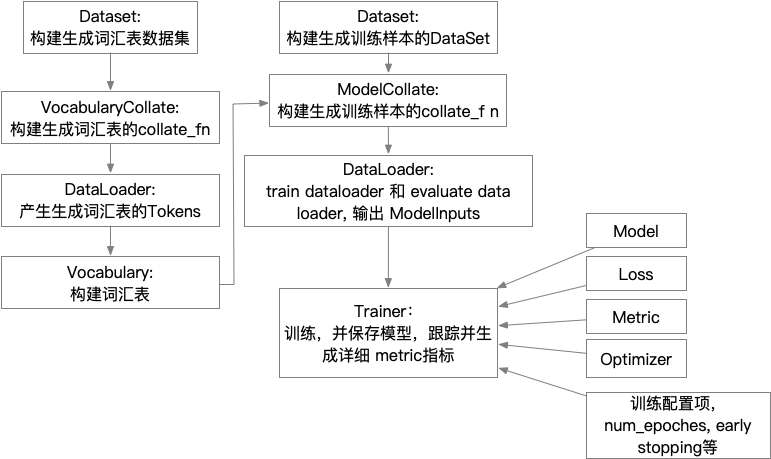 Dataset:
构建生成词汇表数据集
VocabularyCollate:
构建生成词汇表的collate_fn
DataLoader:
产生生成词汇表的Tokens
Vocabulary:
构建词汇表
Dataset:
构建生成训练样本的DataSet
ModelCollate:
构建生成训练样本的collate_f n
DataLoader:
train dataloader 和 evaluate data
loader, 输出 ModelInputs
Trainer：
训练，并保存模型，跟踪并生
成详细 metric指标
Model
Loss
Metric
Optimizer
训练配置项，
num_epoches, early
stopping等